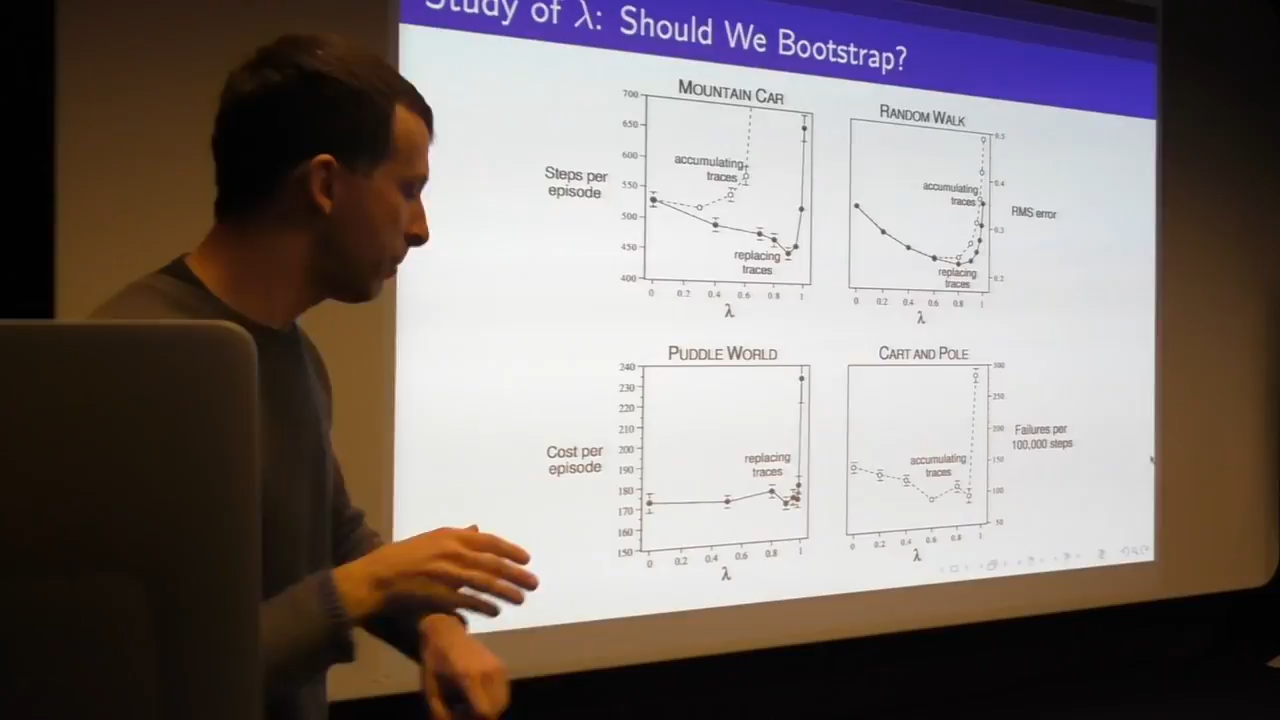 Study of λ: Should We Bootstrap?
MOUNTAIN CAR
700
650
600
550
500
450
400
Steps per
episode
accumulating
traces
replacing
traces
0 0.2 0.4 0.6 0.8 1
λ
RANDOM WALK
0.5
0.4
0.3
0.2
accumulating
traces
RMS error
replacing
traces
0 0.2 0.4 0.6 0.8 1
λ
PUDDLE WORLD
240
230
220
210
200
190
180
170
160
150
Cost per
episode
replacing
traces
0 0.2 0.4 0.6 0.8 1
λ
CART AND POLE
300
250
200
150
100
50
Failures per
100,000 steps
accumulating
traces
0 0.2 0.4 0.6 0.8 1
λ